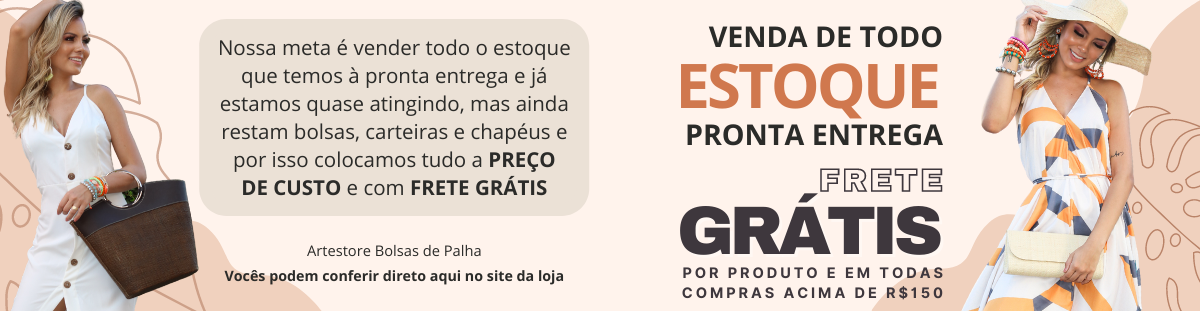 Nossa meta é vender todo o estoque
que temos à pronta entrega e já
estamos quase atingindo, mas ainda
restam bolsas, carteiras e chapéus e
por isso colocamos tudo a PREÇO
DE CUSTO e com FRETE GRÁTIS
Artestore Bolsas de Palha
Vocês podem conferir direto aqui no site da loja
VENDA DE TODO
ESTOQUE
PRONTA ENTREGA
FRETE
GRÁTIS
POR PRODUTO E EM TODAS
COMPRAS ACIMA DE R$150